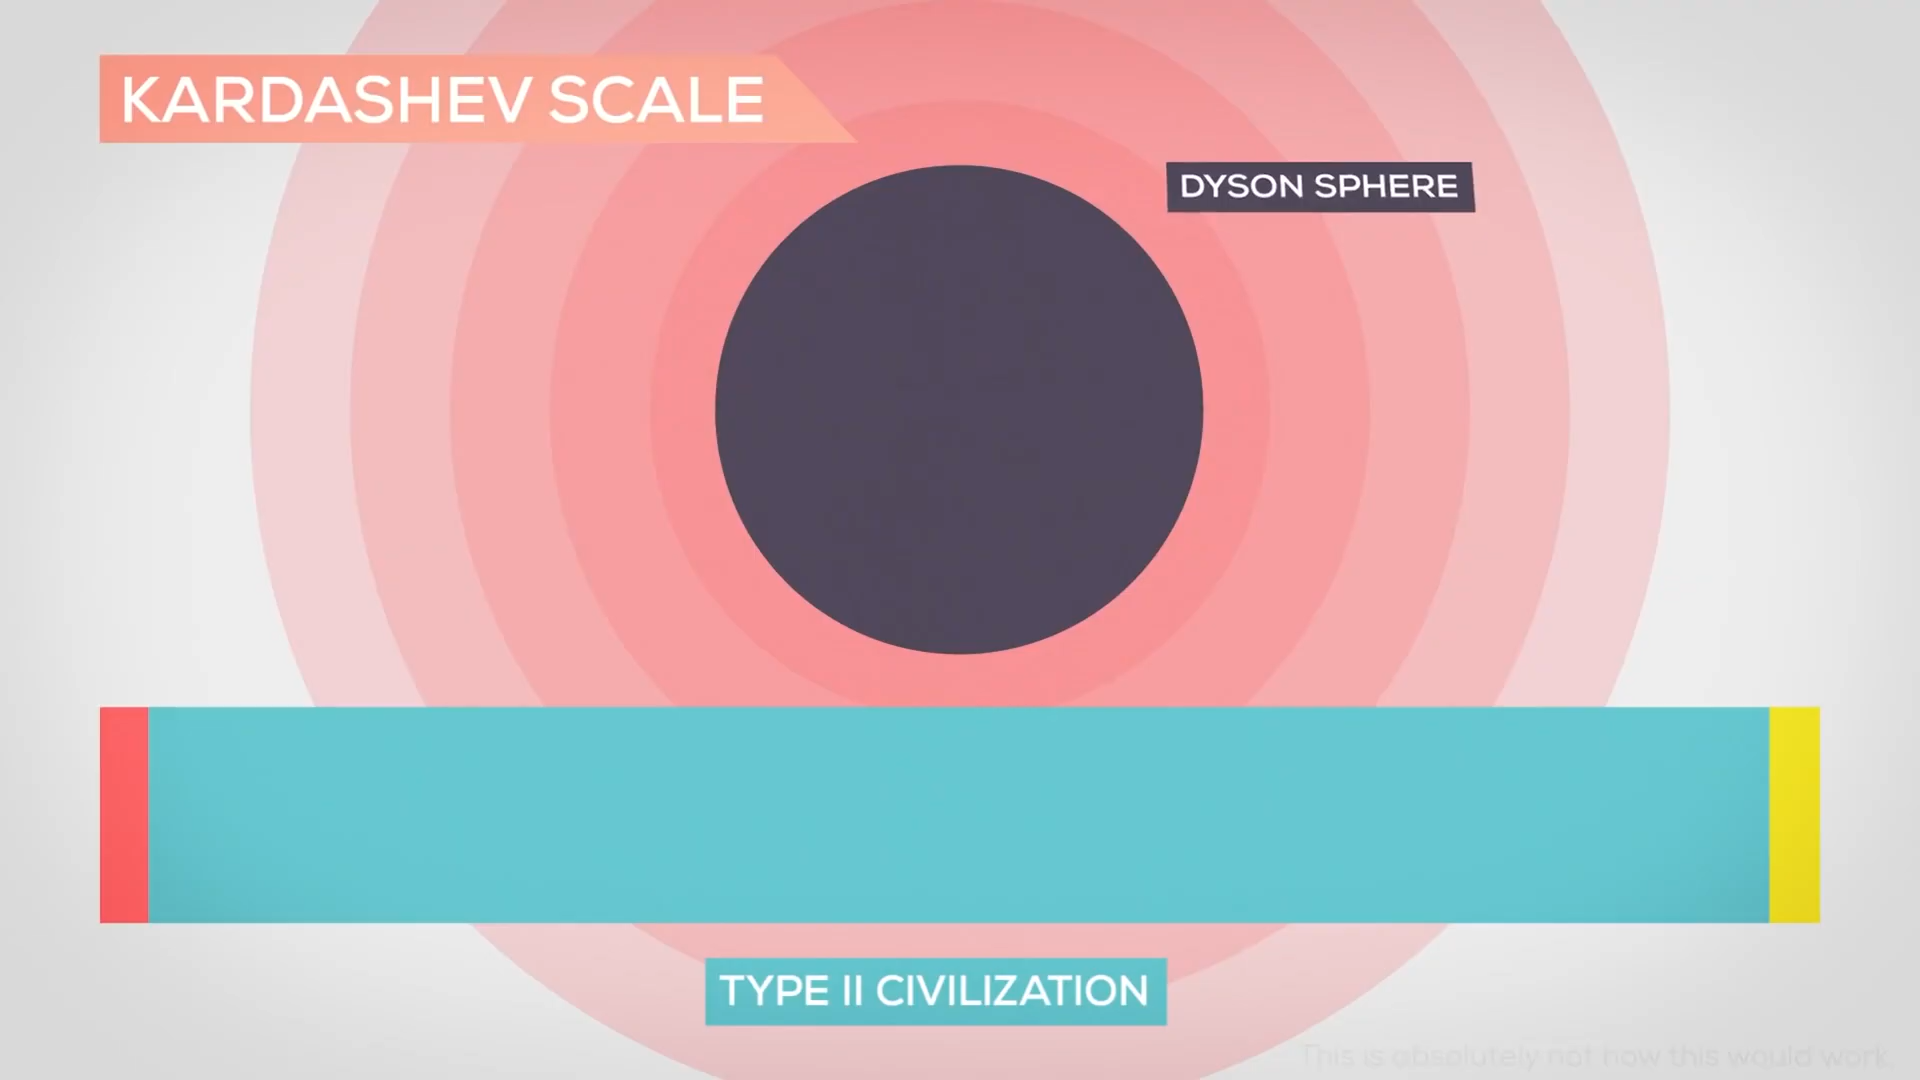 KARDASHEV SCALE
DYSON SPHERE
TYPE II CIVILIZATION
This is absolutely not how this would work.